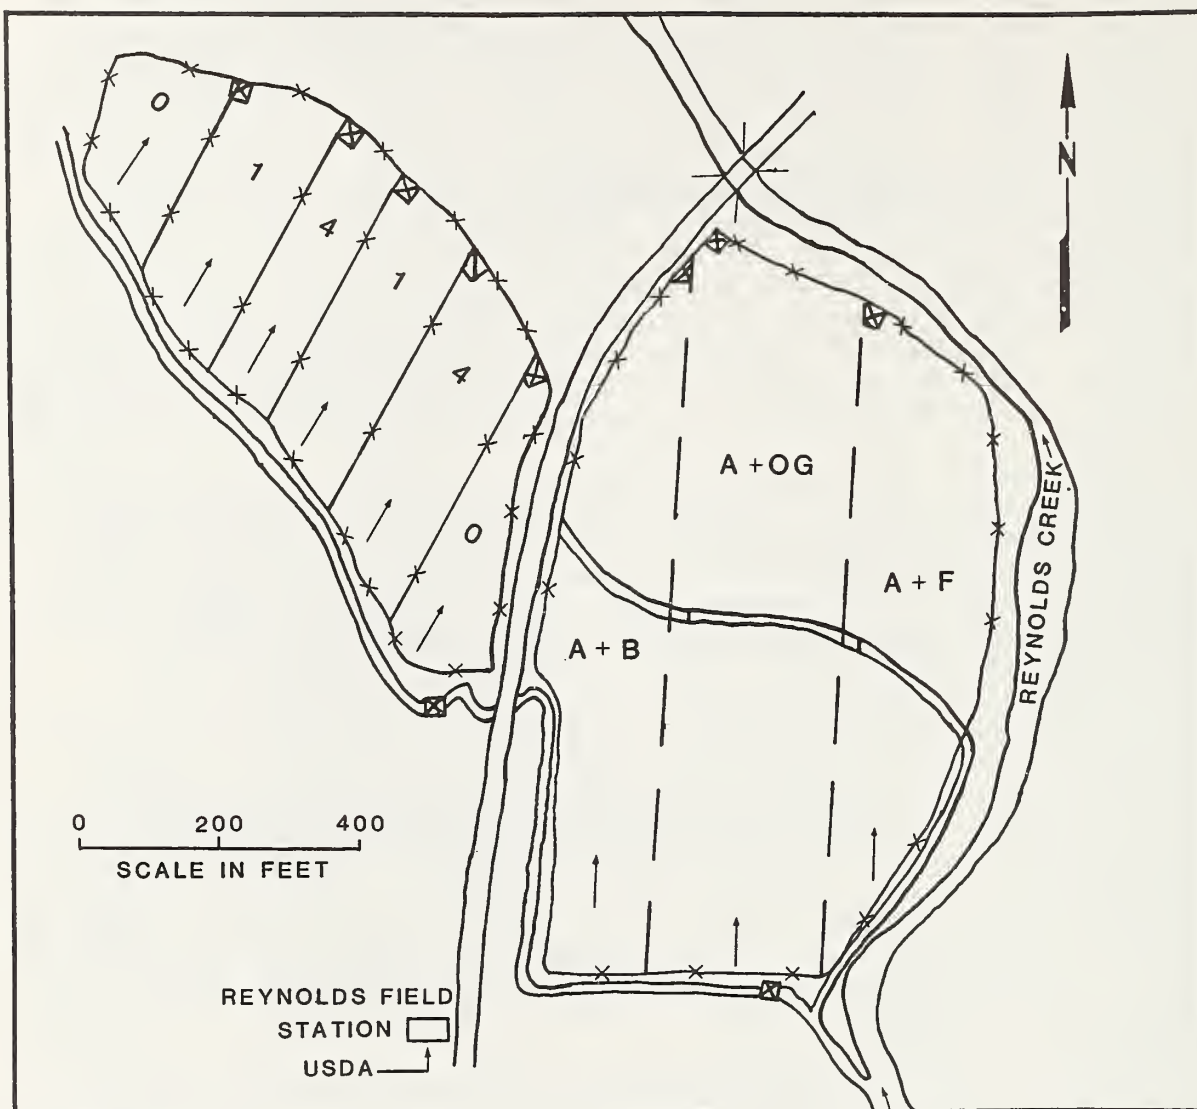 0
1
4
1
4
0
N
A + OG
A + F
A + B
REYNOLDS CREEK
0 200 400
SCALE IN FEET
REYNOLDS FIELD
STATION
USDA